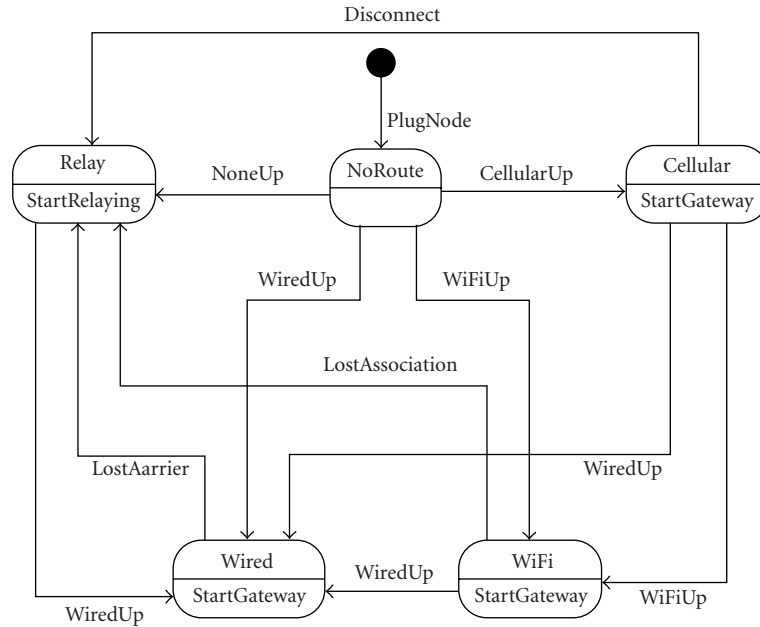 Disconnect
PlugNode
Relay
StartRelaying
NoneUp
NoRoute
CellularUp
Cellular
StartGateway
WiredUp
WiFiUp
LostAssociation
LostAarrier
WiredUp
Wired
StartGateway
WiredUp
WiFi
StartGateway
WiredUp
WiFiUp